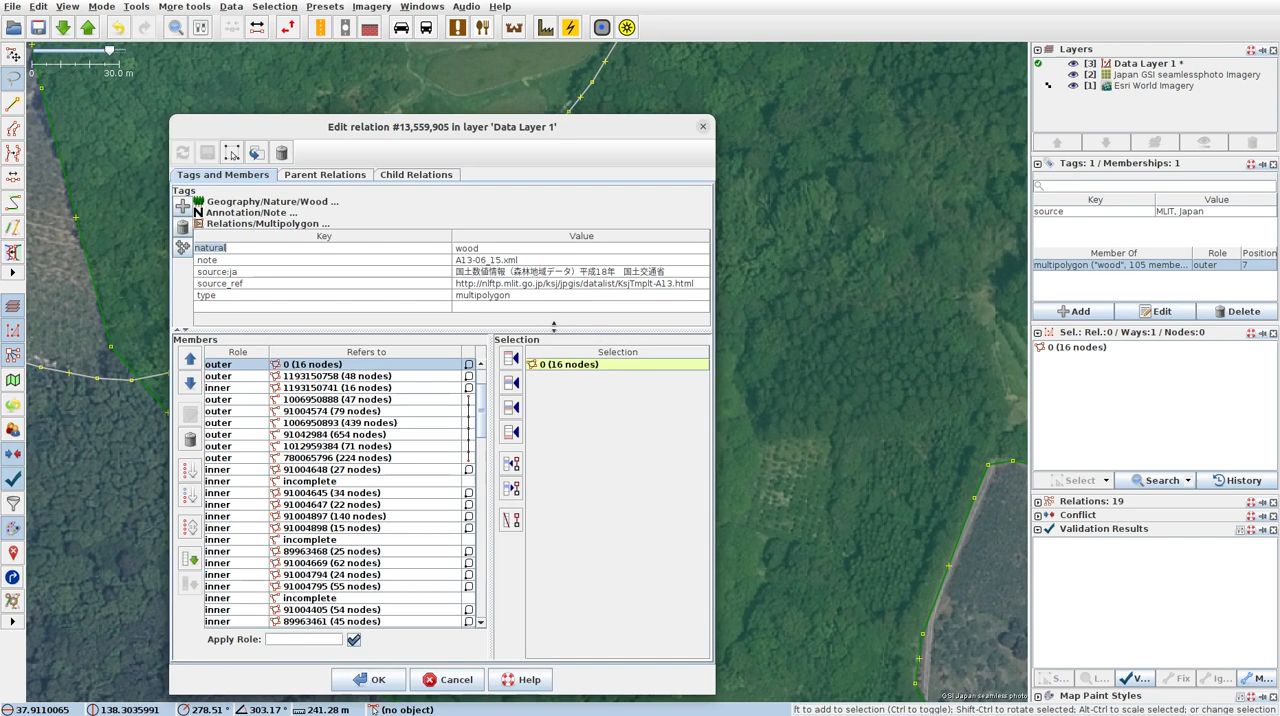 File Edit View Mode Tools More tools Data Selection Presets Imagery Windows Audio Help
0 30.0 m
Edit relation #13,559,905 in layer 'Data Layer 1'
Tags and Members Parent Relations Child Relations
Tags
Geography/Nature/Wood ...
Annotation/Note ...
Relations/Multipolygon ...
Key Value
natural wood
note A13-06_15.xml
source:ja 国土数値情報（森林地域データ）平成18年　国土交通省
source_ref http://nlftp.mlit.go.jp/ksj/jpgis/datalist/KsjTmplt-A13.html
type multipolygon
Members
Role Refers to
outer 0 (16 nodes)
outer 1193150758 (48 nodes)
inner 1193150741 (16 nodes)
outer 1006950888 (47 nodes)
outer 91004574 (79 nodes)
outer 1006950893 (439 nodes)
outer 91042984 (654 nodes)
outer 1012959384 (71 nodes)
outer 780065796 (224 nodes)
inner 91004648 (27 nodes)
inner incomplete
inner 91004645 (34 nodes)
inner 91004647 (22 nodes)
inner 91004897 (140 nodes)
inner 91004898 (15 nodes)
inner incomplete
inner 89963468 (25 nodes)
inner 91004669 (62 nodes)
inner 91004794 (24 nodes)
inner 91004795 (55 nodes)
inner incomplete
inner 91004405 (54 nodes)
inner 89963461 (45 nodes)
Apply Role:
Selection
Selection
0 (16 nodes)
OK Cancel Help
Layers
[3] Data Layer 1 *
[2] Japan GSI seamlessphoto Imagery
[1] Esri World Imagery
Tags: 1 / Memberships: 1
Key Value
source MLIT, Japan
Member Of Role Position
multipolygon ("wood", 105 membe... outer 7
Add Edit Delete
Sel.: Rel.:0 / Ways:1 / Nodes:0
0 (16 nodes)
Select Search History
Relations: 19
Conflict
Validation Results
S... L... V... Fix Ig... M...
Map Paint Styles
GSI Japan seamless photo
37.9110065 138.3035991 278.51 ° 303.17 ° 241.28 m (no object) ft to add to selection (Ctrl to toggle); Shift-Ctrl to rotate selected; Alt-Ctrl to scale selected; or change selection